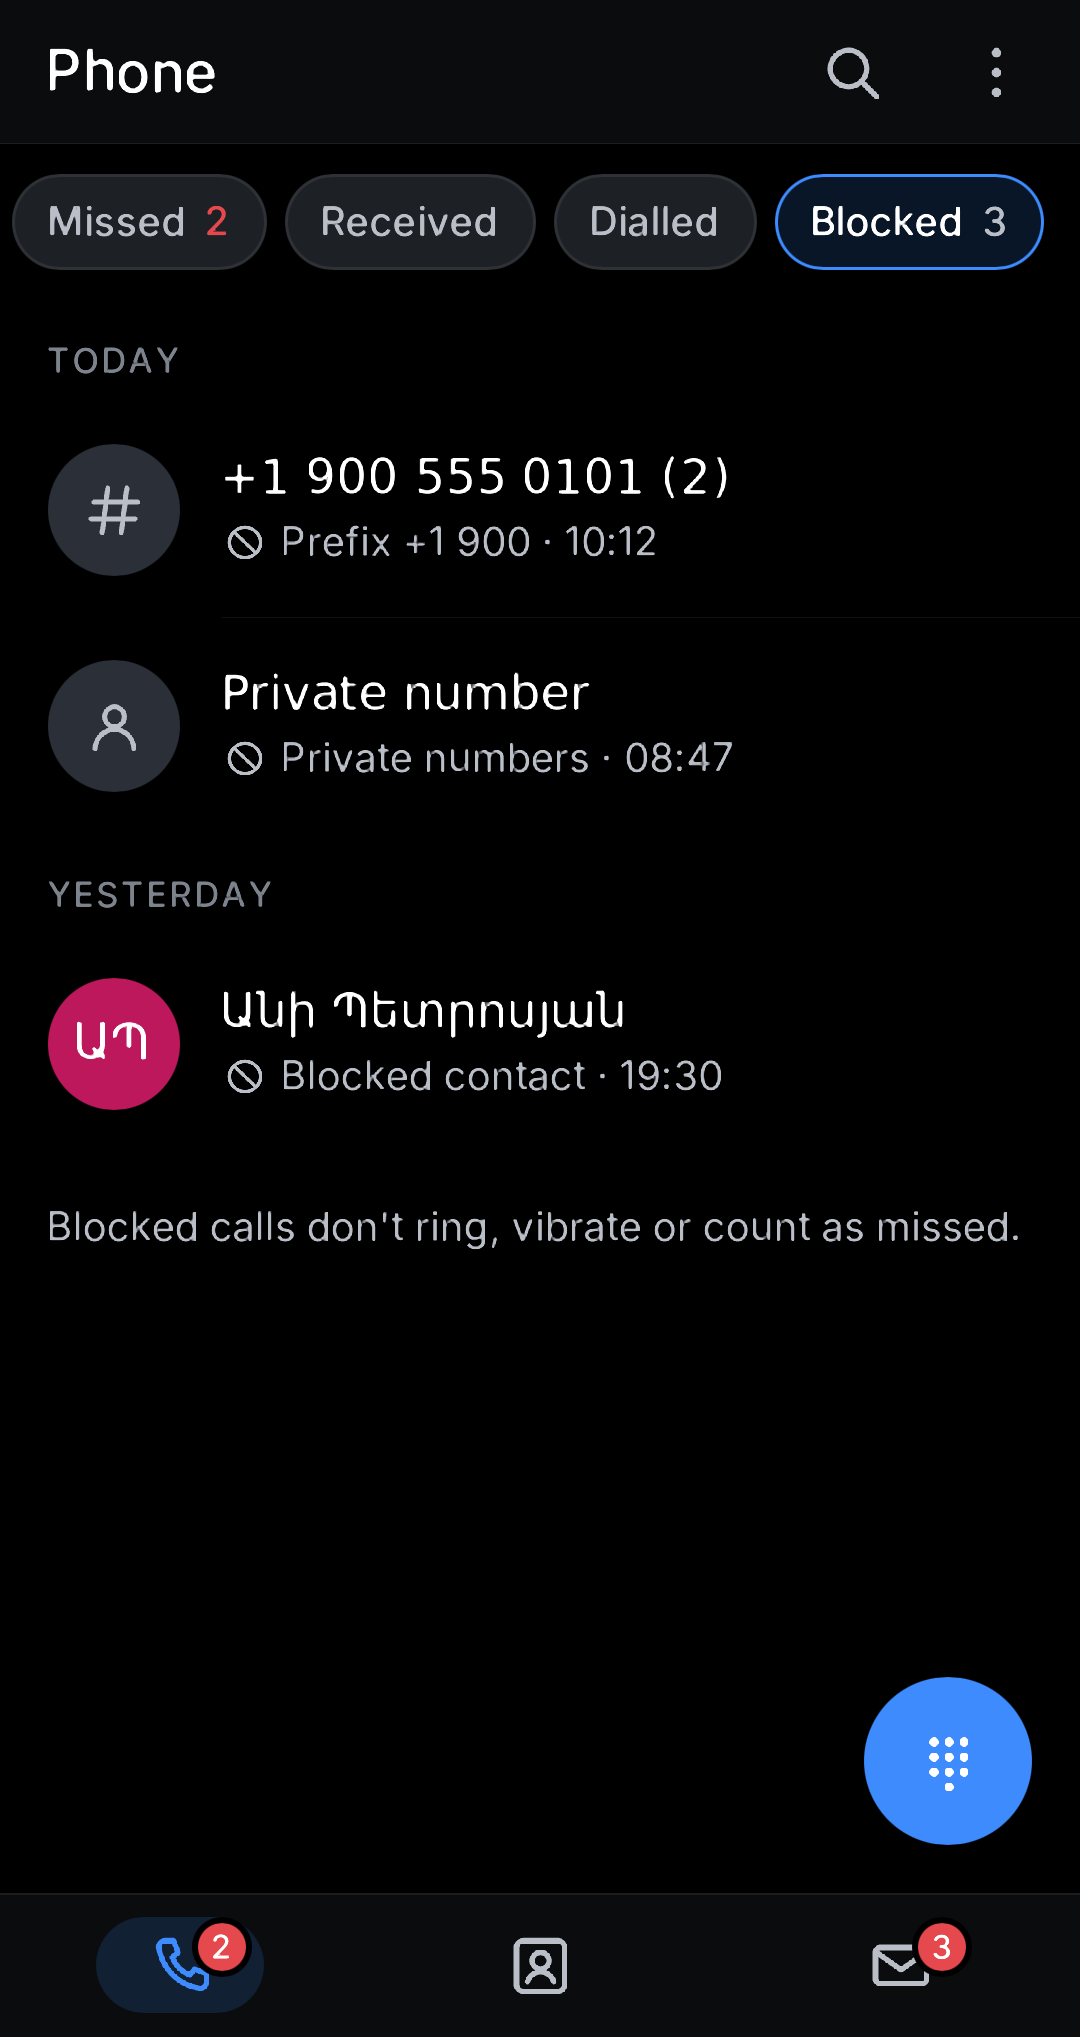 Phone
Missed 2
Received
Dialled
Blocked 3
TODAY
+1 900 555 0101 (2)
Prefix +1 900 · 10:12
Private number
Private numbers · 08:47
YESTERDAY
ԱՊ
Անի Պետրոսյան
Blocked contact · 19:30
Blocked calls don't ring, vibrate or count as missed.
2
3